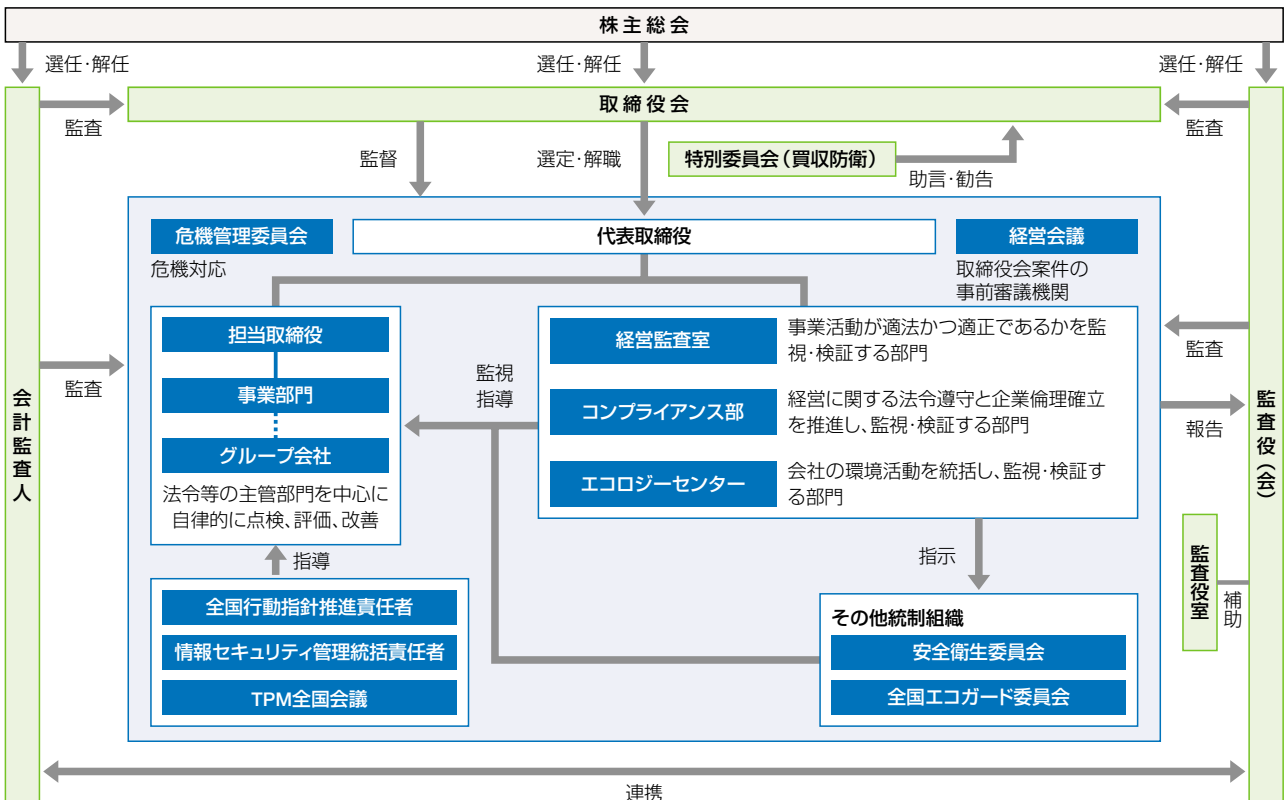 株主総会
選任・解任
選任・解任
選任・解任
取締役会
監査
監査
監督
選定・解職
特別委員会（買収防衛）
助言・勧告
危機管理委員会
危機対応
代表取締役
経営会議
取締役会案件の
事前審議機関
担当取締役
事業部門
グループ会社
法令等の主管部門を中心に
自律的に点検、評価、改善
監視
指導
経営監査室
事業活動が適法かつ適正であるかを監
視・検証する部門
コンプライアンス部
経営に関する法令遵守と企業倫理確立
を推進し、監視・検証する部門
エコロジーセンター
会社の環境活動を統括し、監視・検証す
る部門
監査
監査
報告
会計監査人
監査役（会）
監査役室
補助
指導
指示
全国行動指針推進責任者
情報セキュリティ管理統括責任者
TPM全国会議
その他統制組織
安全衛生委員会
全国エコガード委員会
連携